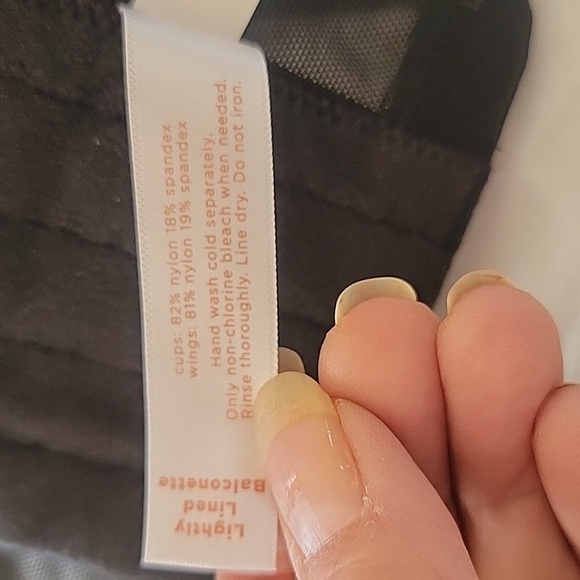 cups: 82% nylon 18% spandex
wings: 81% nylon 19% spandex
Hand wash cold separately.
Only non-chlorine bleach when needed.
Rinse thoroughly. Line dry. Do not iron.
Lightly
Lined
Balconette